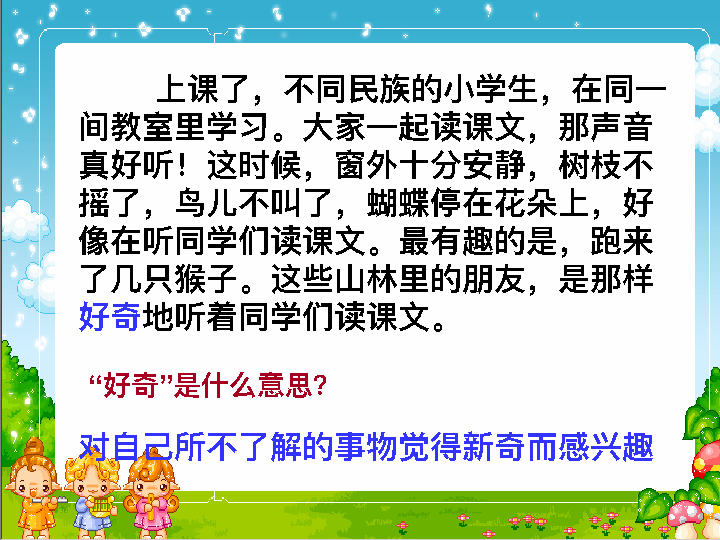 上课了，不同民族的小学生，在同一
间教室里学习。大家一起读课文，那声音
真好听！这时候，窗外十分安静，树枝不
摇了，鸟儿不叫了，蝴蝶停在花朵上，好
像在听同学们读课文。最有趣的是，跑来
了几只猴子。这些山林里的朋友，是那样
好奇地听着同学们读课文。
“好奇”是什么意思？
对自己所不了解的事物觉得新奇而感兴趣